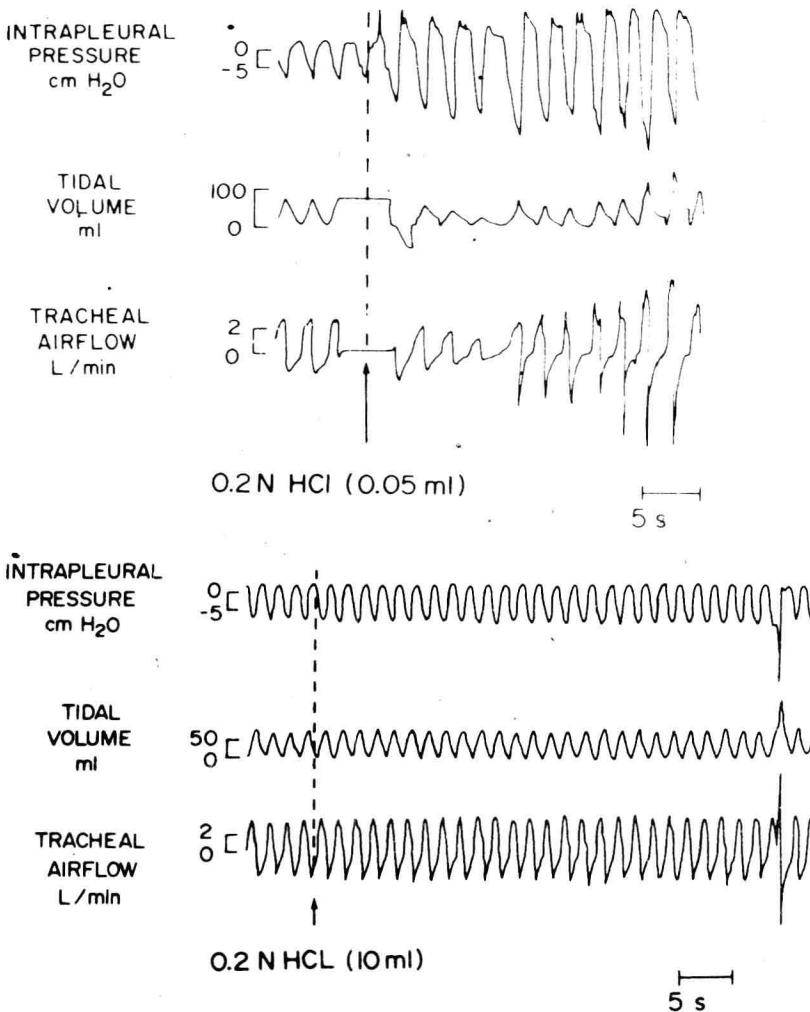 INTRAPLEURAL
PRESSURE
cm H₂O
0
-5
TIDAL
VOLUME
ml
100
0
TRACHEAL
AIRFLOW
L/min
2
0
0.2 N HCl (0.05 ml)
5 s
INTRAPLEURAL
PRESSURE
cm H₂O
0
-5
TIDAL
VOLUME
ml
50
0
TRACHEAL
AIRFLOW
L/min
2
0
0.2 N HCL (10 ml)
5 s